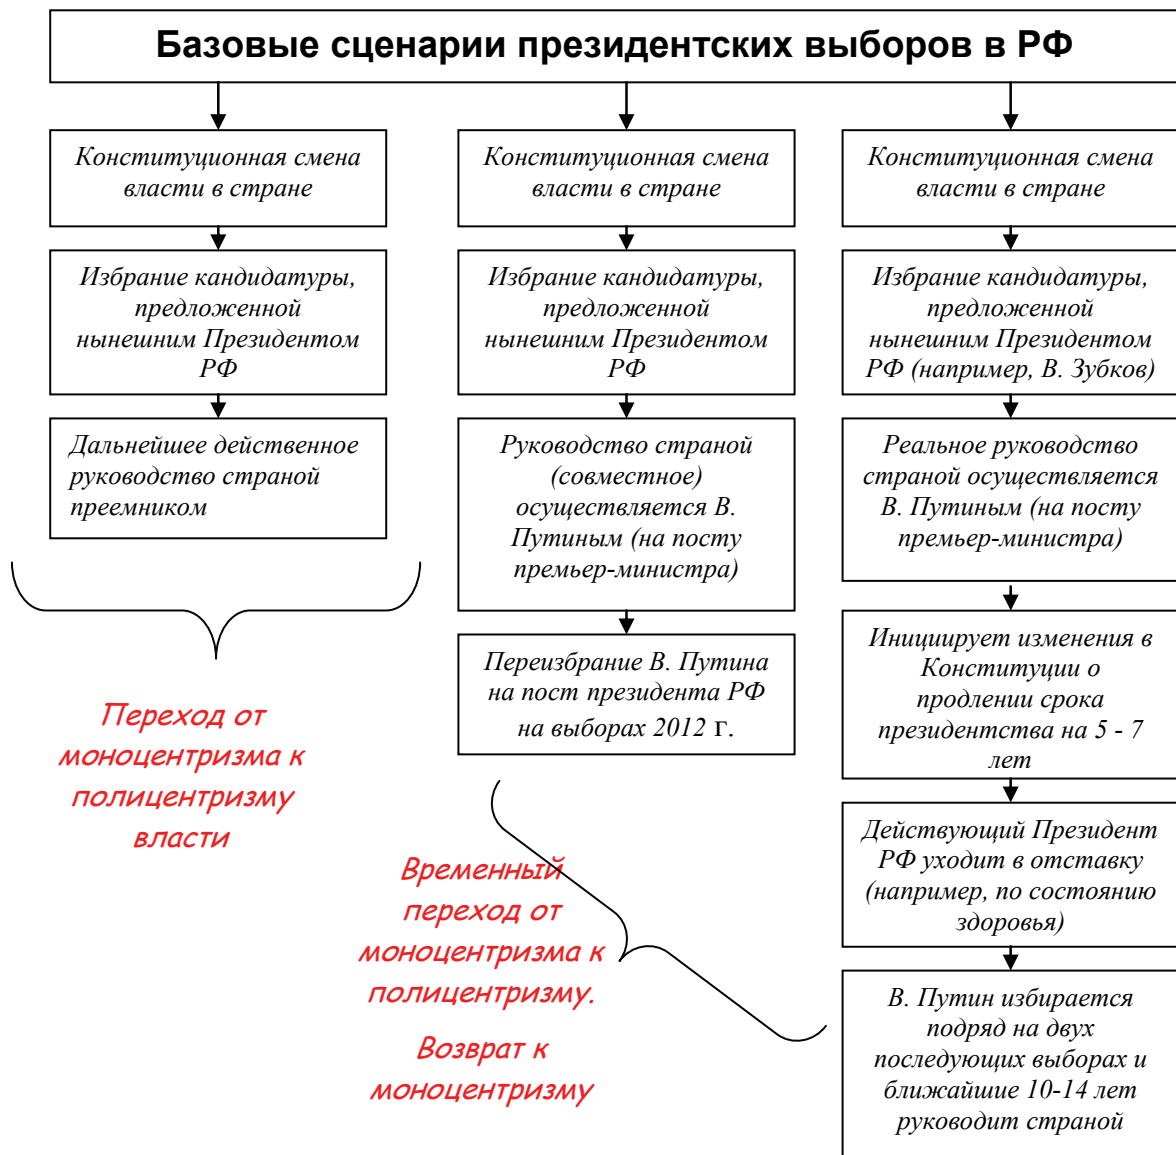 Базовые сценарии президентских выборов в РФ
Конституционная смена
власти в стране
Избрание кандидатуры,
предложенной
нынешним Президентом
РФ
Дальнейшее действенное
руководство страной
преемником
Переход от
моноцентризма к
полицентризму
власти
Конституционная смена
власти в стране
Избрание кандидатуры,
предложенной
нынешним Президентом
РФ
Руководство страной
(совместное)
осуществляется В.
Путиным (на посту
премьер-министра)
Переизбрание В. Путина
на пост президента РФ
на выборах 2012 г.
Временный
переход от
моноцентризма к
полицентризму.
Возврат к
моноцентризму
Конституционная смена
власти в стране
Избрание кандидатуры,
предложенной
нынешним Президентом
РФ (например, В. Зубков)
Реальное руководство
страной осуществляется
В. Путиным (на посту
премьер-министра)
Инициирует изменения в
Конституции о
продлении срока
президентства на 5 - 7
лет
Действующий Президент
РФ уходит в отставку
(например, по состоянию
здоровья)
В. Путин избирается
подряд на двух
последующих выборах и
ближайшие 10-14 лет
руководит страной